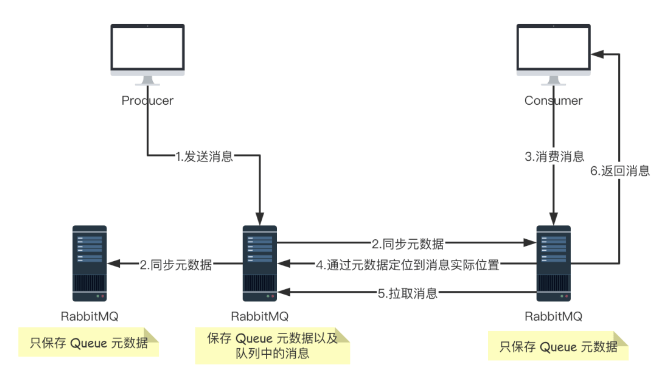 Producer
Consumer
1.发送消息
3.消费消息
6.返回消息
2.同步元数据
2.同步元数据
4.通过元数据定位到消息实际位置
5.拉取消息
RabbitMQ
RabbitMQ
RabbitMQ
只保存 Queue 元数据
保存 Queue 元数据以及
队列中的消息
只保存 Queue 元数据